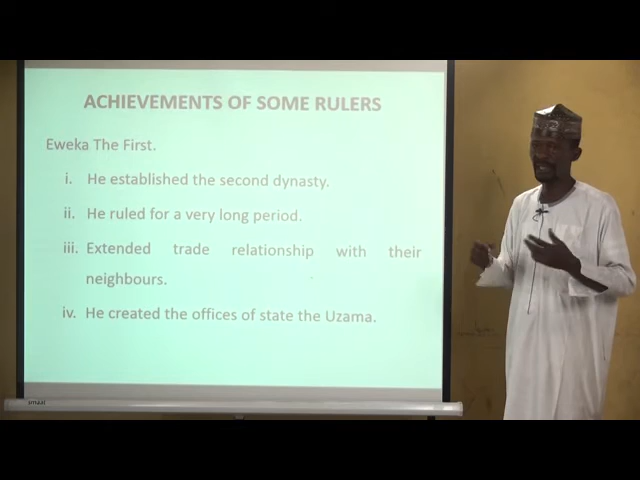 ACHIEVEMENTS OF SOME RULERS
Eweka The First.
i. He established the second dynasty.
ii. He ruled for a very long period.
iii. Extended trade relationship with their
neighbours.
iv. He created the offices of state the Uzama.